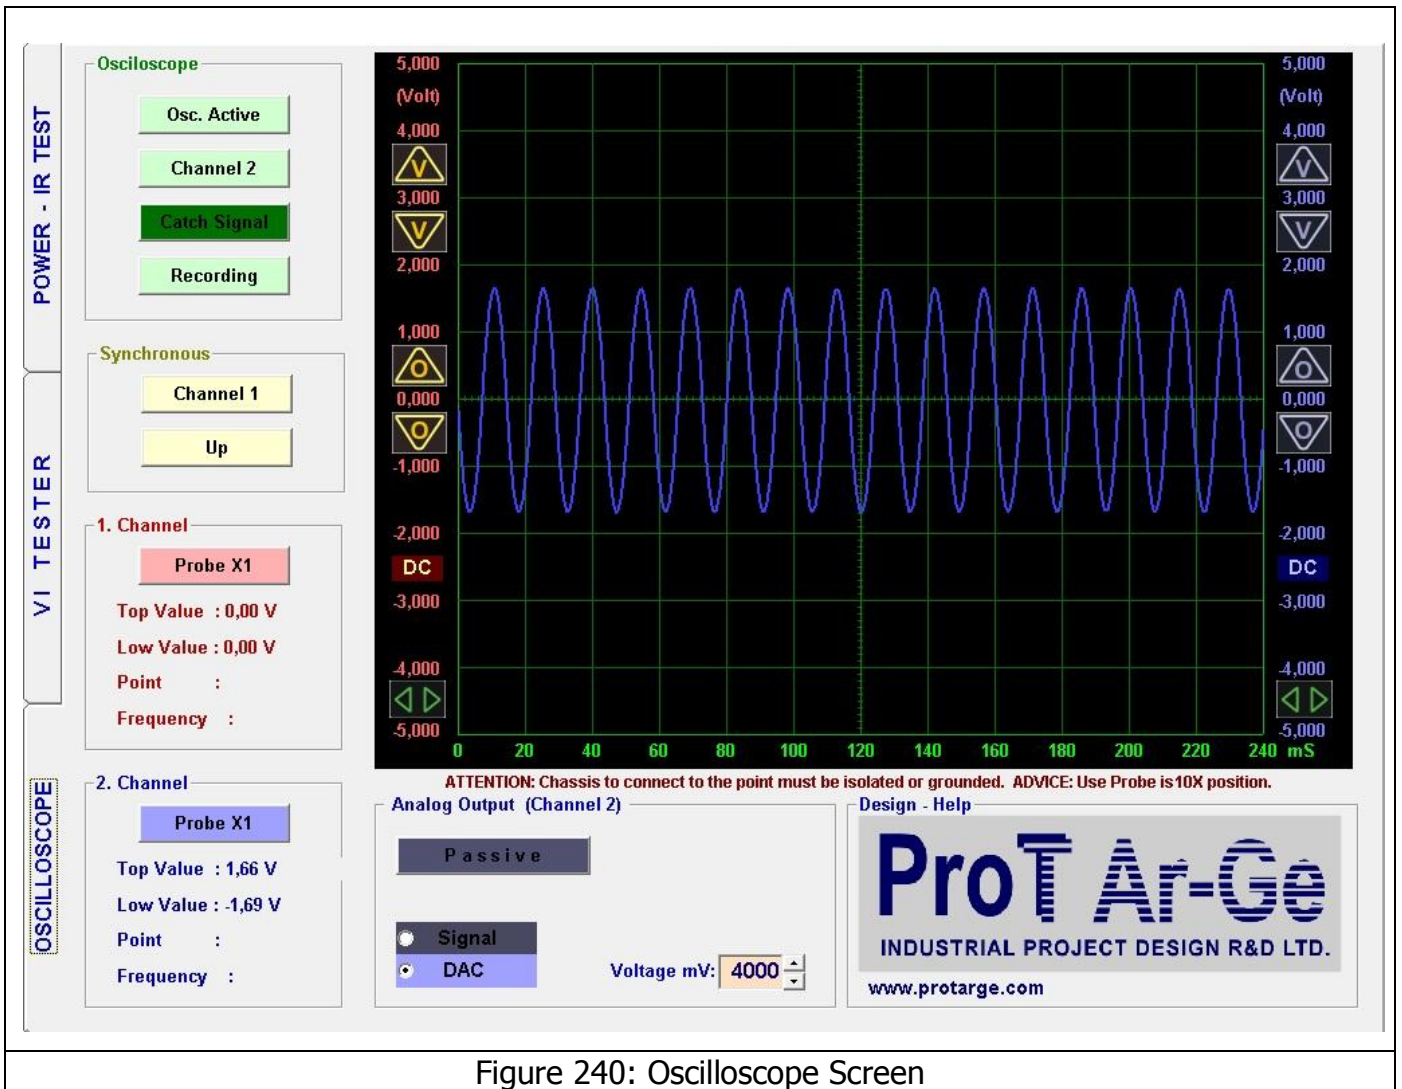 POWER - IR TEST
VI TESTER
OSCILLOSCOPE
Osciloscope
Osc. Active
Channel 2
Catch Signal
Recording
Synchronous
Channel 1
Up
1. Channel
Probe X1
Top Value : 0,00 V
Low Value : 0,00 V
Point :
Frequency :
2. Channel
Probe X1
Top Value : 1,66 V
Low Value : -1,69 V
Point :
Frequency :
5,000
(Volt)
4,000
V
3,000
V
2,000
1,000
O
0,000
O
-1,000
-2,000
DC
-3,000
-4,000
-5,000
5,000
(Volt)
4,000
V
3,000
V
2,000
1,000
O
0,000
O
-1,000
-2,000
DC
-3,000
-4,000
-5,000
0 20 40 60 80 100 120 140 160 180 200 220 240 mS
ATTENTION: Chassis to connect to the point must be isolated or grounded. ADVICE: Use Probe is10X position.
Analog Output (Channel 2)
Passive
Signal
DAC
Voltage mV: 4000
Design - Help
ProT Ar-Ge
INDUSTRIAL PROJECT DESIGN R&D LTD.
www.protarge.com
Figure 240: Oscilloscope Screen